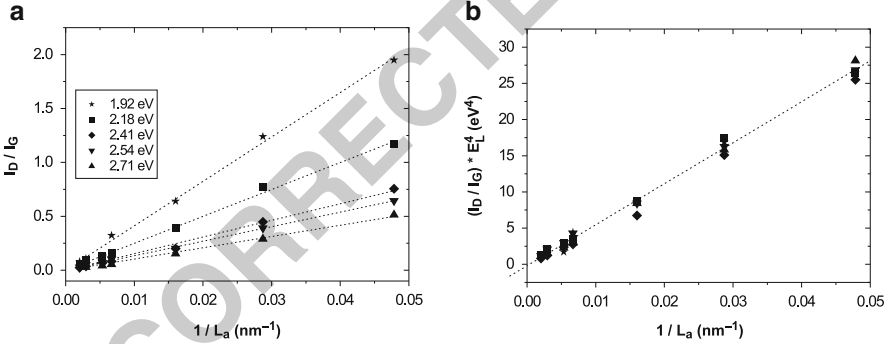 a
2.0
1.5
1.0
0.5
0.0
I_D / I_G
1.92 eV
2.18 eV
2.41 eV
2.54 eV
2.71 eV
0.00 0.01 0.02 0.03 0.04 0.05
1 / L_a (nm⁻¹)
b
30
25
20
15
10
5
0
(I_D / I_G) * E_L⁴ (eV⁴)
0.00 0.01 0.02 0.03 0.04 0.05
1 / L_a (nm⁻¹)
CORRECTE